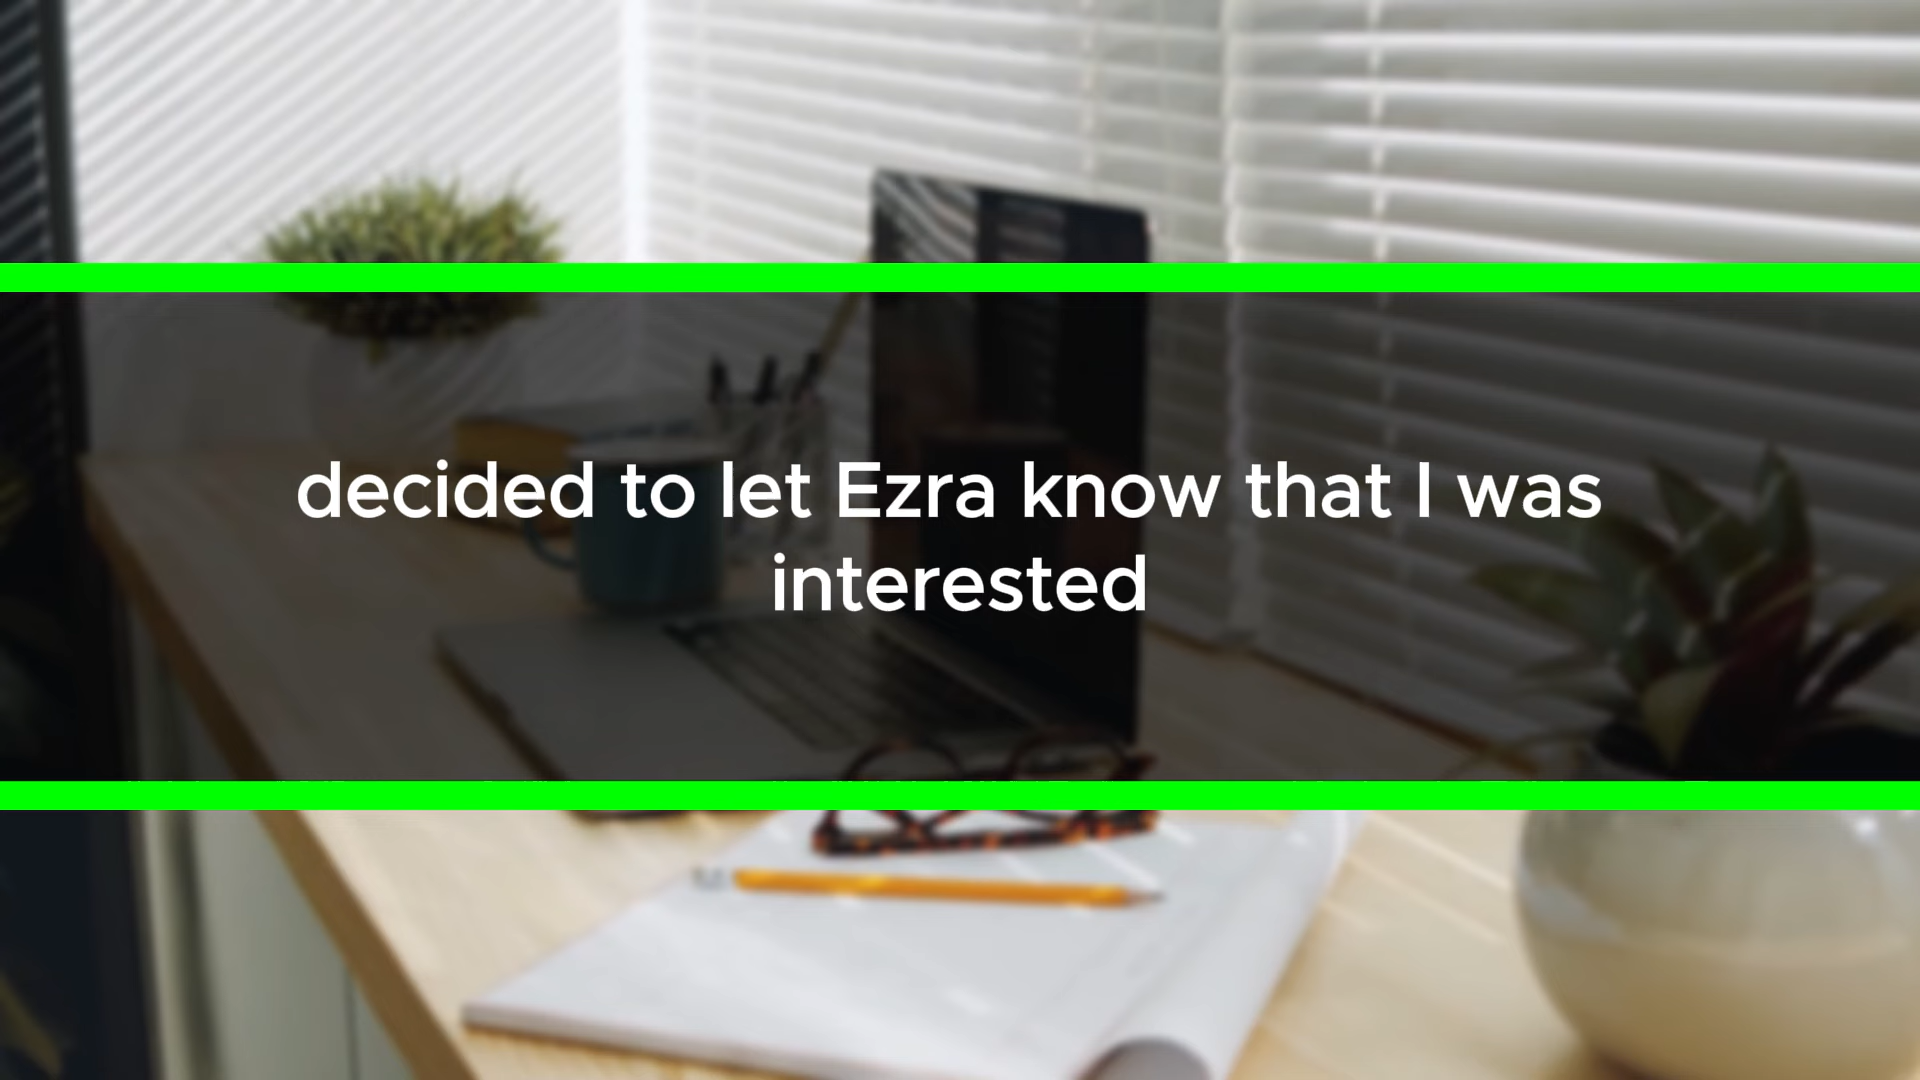 decided to let Ezra know that I was
interested